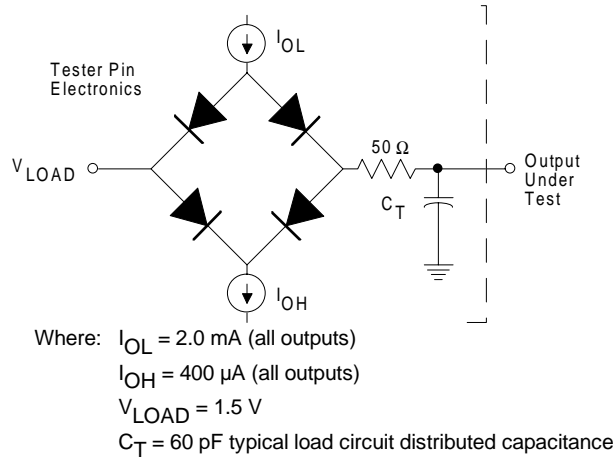 I_OL
Tester Pin
Electronics
50 Ω
V_LOAD
Output
Under
Test
C_T
I_OH
Where: I_OL = 2.0 mA (all outputs)
I_OH = 400 µA (all outputs)
V_LOAD = 1.5 V
C_T = 60 pF typical load circuit distributed capacitance